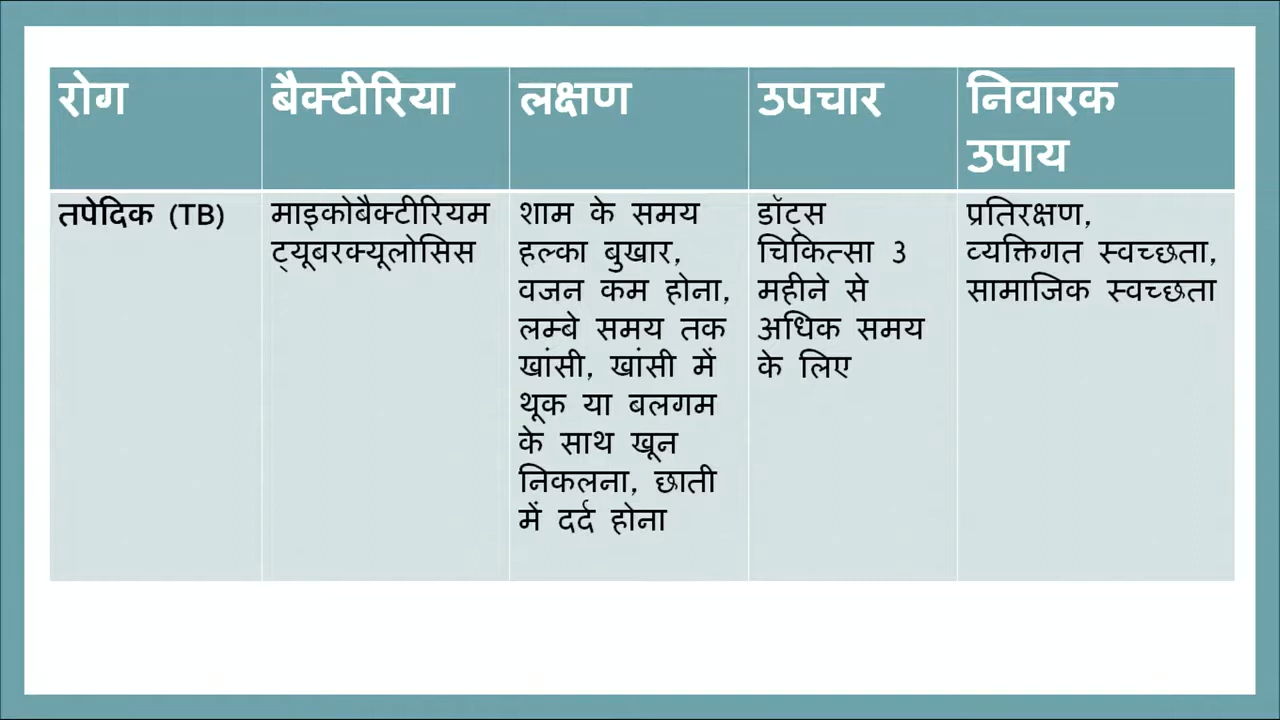 रोग
बैक्टीरिया
लक्षण
उपचार
निवारक
उपाय
तपेदिक (TB)
माइकोबैक्टीरियम
ट्यूबरक्यूलोसिस
शाम के समय
हल्का बुखार,
वजन कम होना,
लम्बे समय तक
खांसी, खांसी में
थूक या बलगम
के साथ खून
निकलना, छाती
में दर्द होना
डॉट्स
चिकित्सा 3
महीने से
अधिक समय
के लिए
प्रतिरक्षण,
व्यक्तिगत स्वच्छता,
सामाजिक स्वच्छता